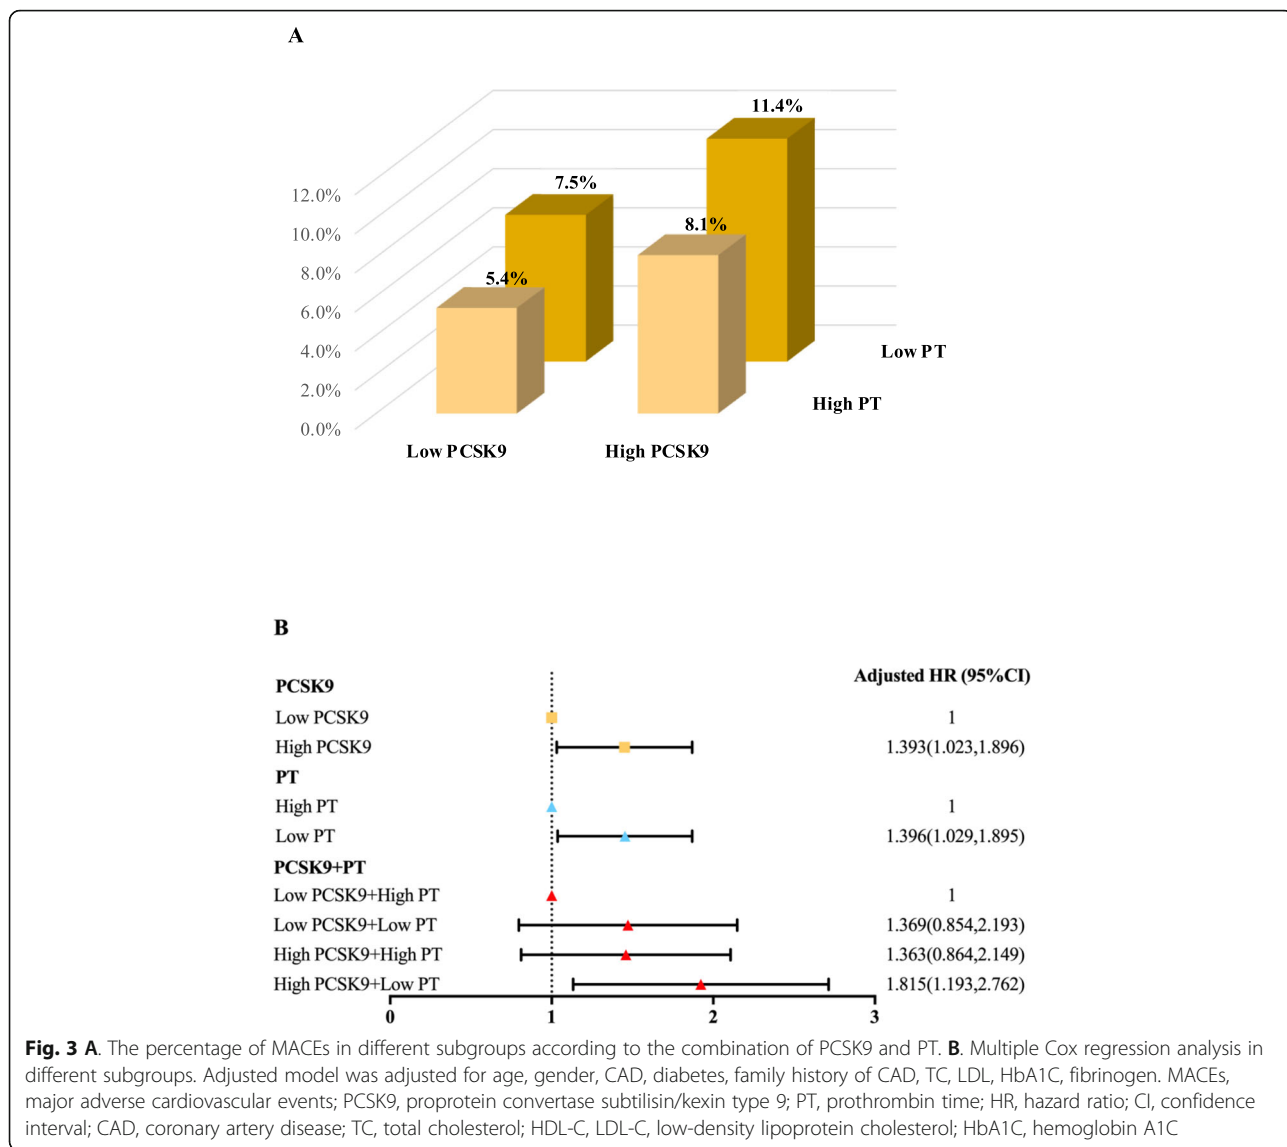 A
11.4%
12.0%
7.5%
10.0%
8.1%
8.0%
5.4%
6.0%
4.0%
Low PT
2.0%
High PT
0.0%
Low PCSK9
High PCSK9
B
Adjusted HR (95%CI)
PCSK9
Low PCSK9 1
High PCSK9 1.393(1.023,1.896)
PT
High PT 1
Low PT 1.396(1.029,1.895)
PCSK9+PT
Low PCSK9+High PT 1
Low PCSK9+Low PT 1.369(0.854,2.193)
High PCSK9+High PT 1.363(0.864,2.149)
High PCSK9+Low PT 1.815(1.193,2.762)
0 1 2 3
Fig. 3 A. The percentage of MACEs in different subgroups according to the combination of PCSK9 and PT. B. Multiple Cox regression analysis in
different subgroups. Adjusted model was adjusted for age, gender, CAD, diabetes, family history of CAD, TC, LDL, HbA1C, fibrinogen. MACEs,
major adverse cardiovascular events; PCSK9, proprotein convertase subtilisin/kexin type 9; PT, prothrombin time; HR, hazard ratio; CI, confidence
interval; CAD, coronary artery disease; TC, total cholesterol; HDL-C, LDL-C, low-density lipoprotein cholesterol; HbA1C, hemoglobin A1C